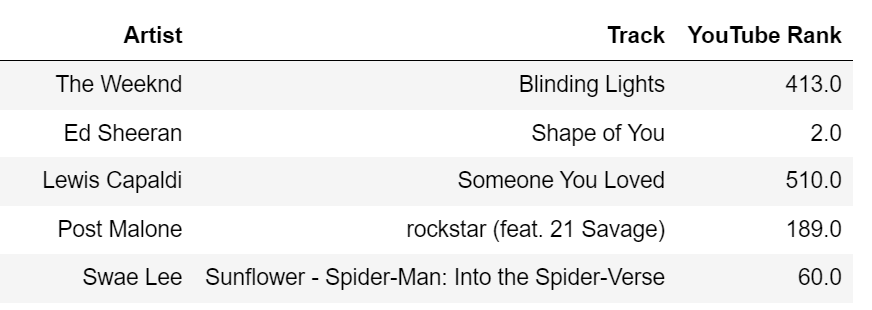 Artist Track YouTube Rank
The Weeknd Blinding Lights 413.0
Ed Sheeran Shape of You 2.0
Lewis Capaldi Someone You Loved 510.0
Post Malone rockstar (feat. 21 Savage) 189.0
Swae Lee Sunflower - Spider-Man: Into the Spider-Verse 60.0